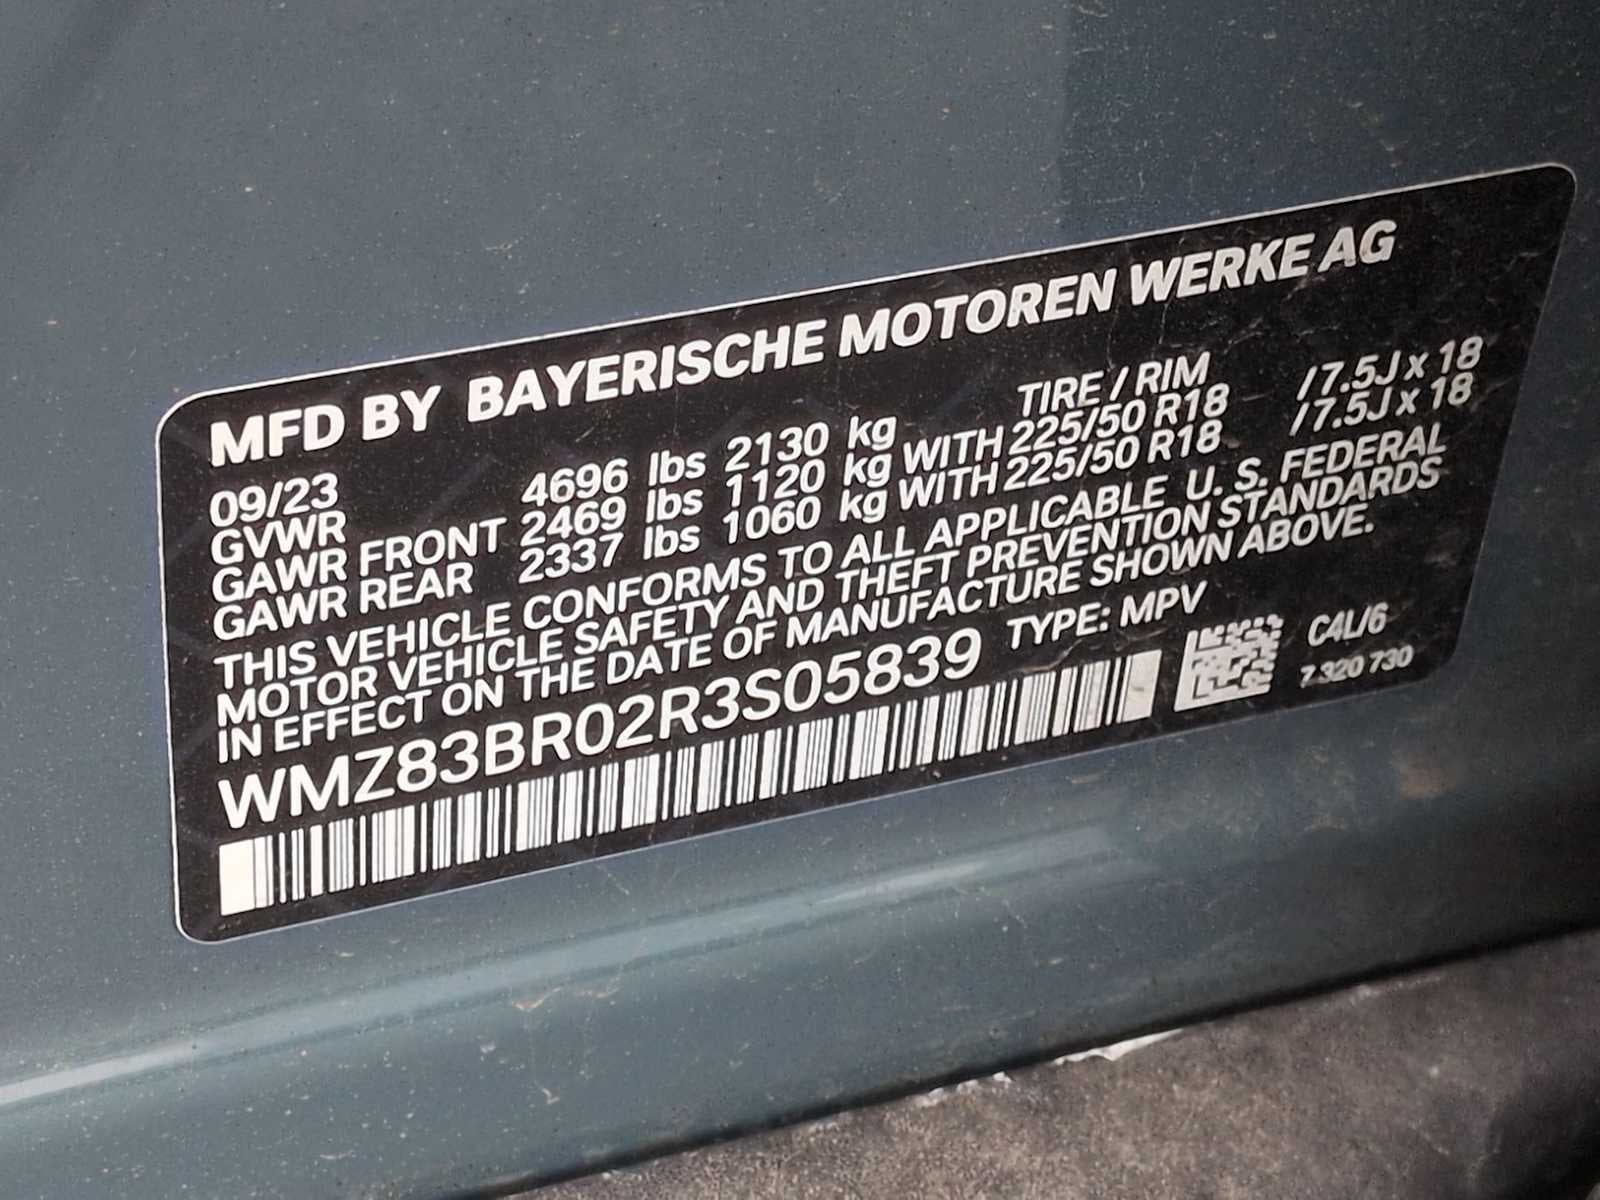 MFD BY BAYERISCHE MOTOREN WERKE AG
09/23 TIRE / RIM
GVWR 4696 lbs 2130 kg
GAWR FRONT 2469 lbs 1120 kg WITH 225/50 R18 /7.5J x 18
GAWR REAR 2337 lbs 1060 kg WITH 225/50 R18 /7.5J x 18
THIS VEHICLE CONFORMS TO ALL APPLICABLE U. S. FEDERAL
MOTOR VEHICLE SAFETY AND THEFT PREVENTION STANDARDS
IN EFFECT ON THE DATE OF MANUFACTURE SHOWN ABOVE.
WMZ83BR02R3S05839 TYPE: MPV
C4L/6
7 320 730